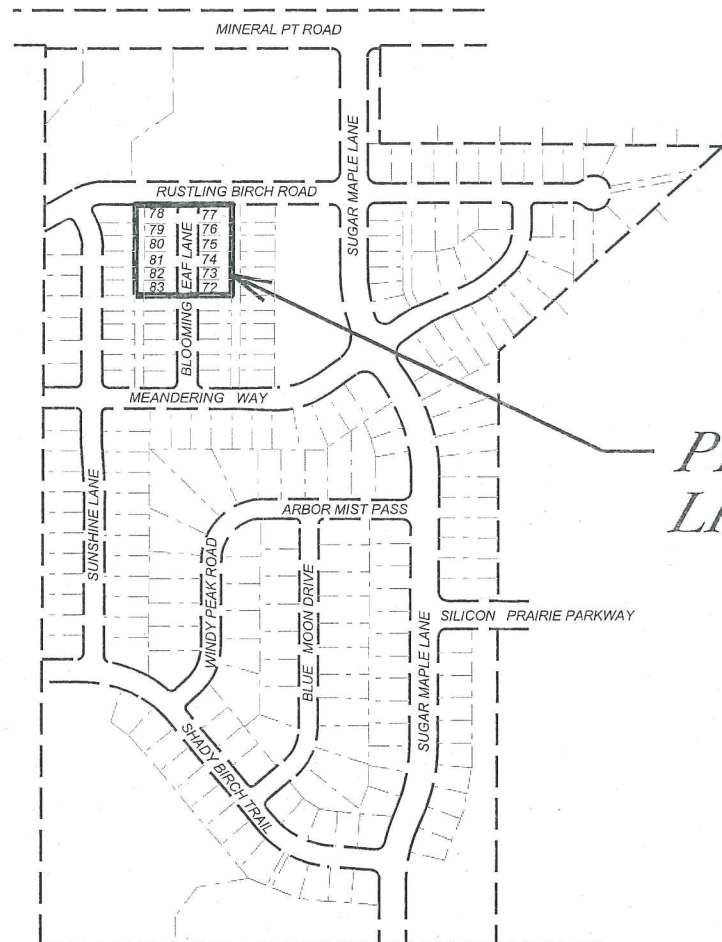 MINERAL PT ROAD
SUGAR MAPLE LANE
RUSTLING BIRCH ROAD
78 77
79 76
80 75
81 74
82 73
83 72
BLOOMING EAF LANE
MEANDERING WAY
SUNSHINE LANE
ARBOR MIST PASS
WINDY PEAK ROAD
BLUE MOON DRIVE
SILICON PRAIRIE PARKWAY
SUGAR MAPLE LANE
SHADY BIRCH TRAIL